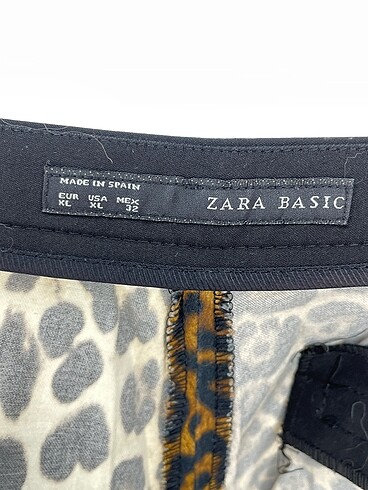 MADE IN SPAIN
EUR USA MEX
XL XL 32
ZARA BASIC